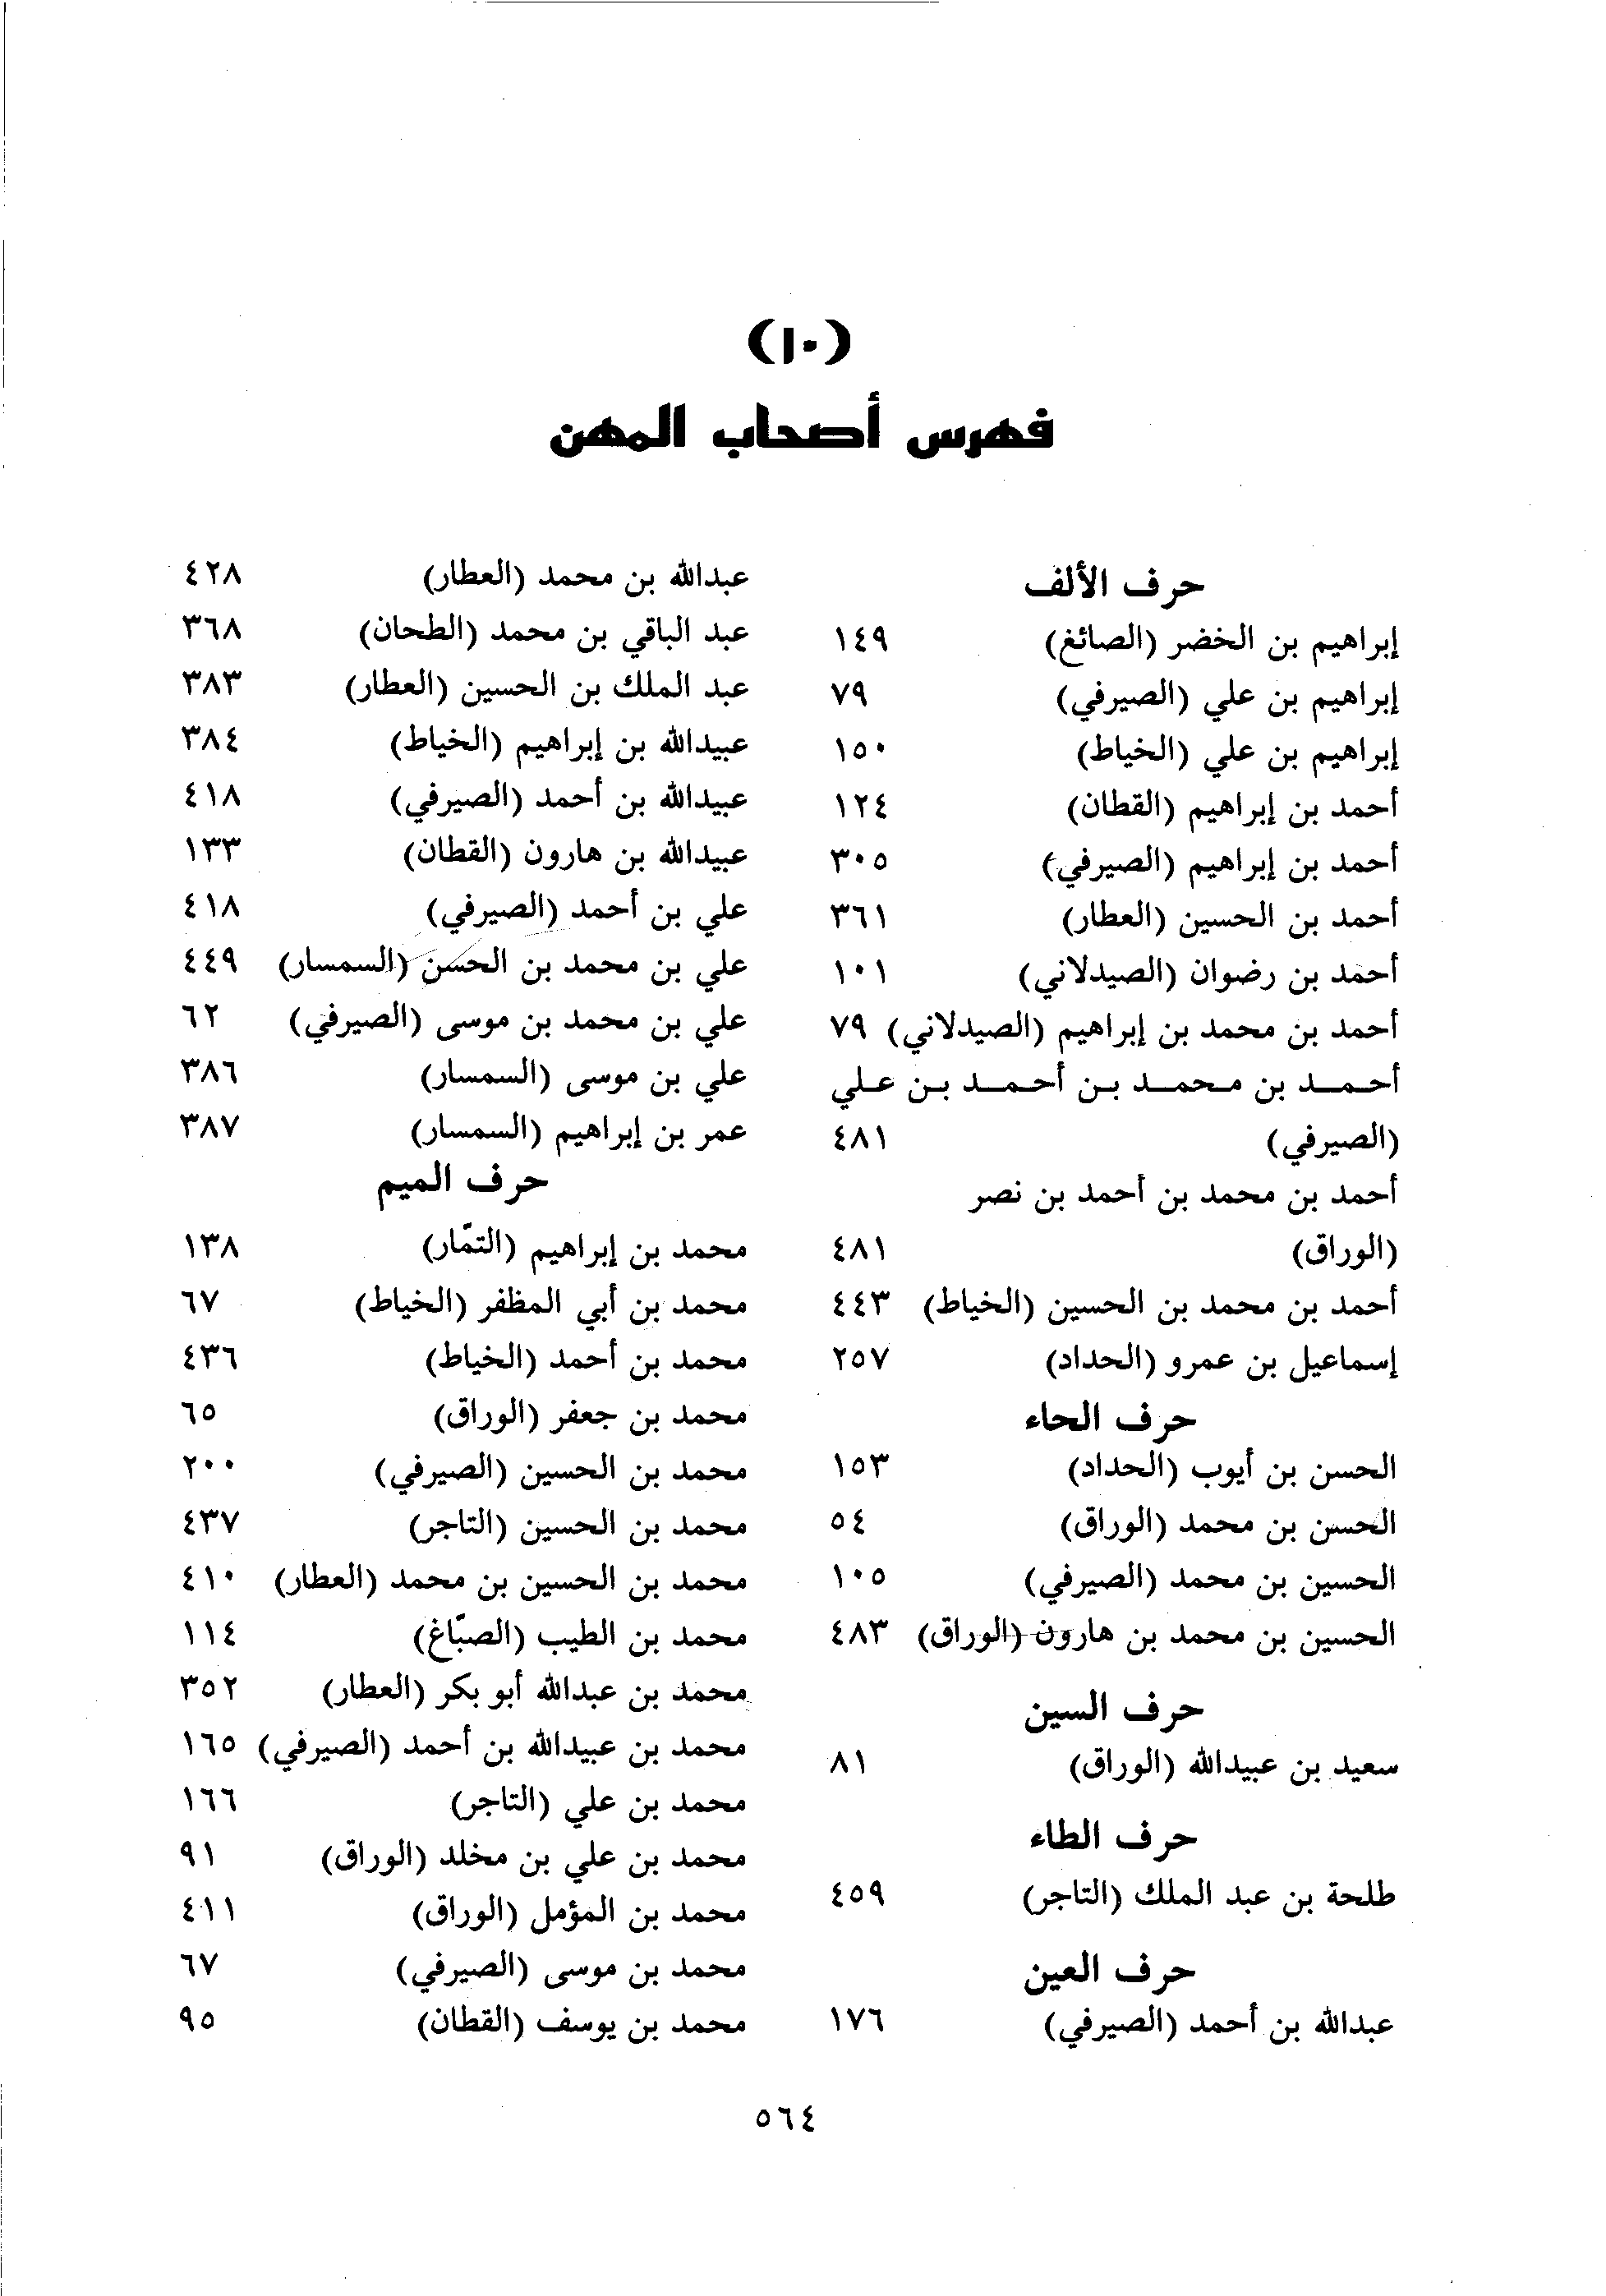 (١٠)
فهرس أصحاب المهن
حرف الألف
إبراهيم بن الخضر (الصائغ) ١٤٩
إبراهيم بن علي (الصيرفي) ٧٩
إبراهيم بن علي (الخياط) ١٥٠
أحمد بن إبراهيم (القطان) ١٢٤
أحمد بن إبراهيم (الصيرفي) ٣٠٥
أحمد بن الحسين (العطار) ٣٦١
أحمد بن رضوان (الصيدلاني) ١٠١
أحمد بن محمد بن إبراهيم (الصيدلاني) ٧٩
أحمد بن محمد بن أحمد بن علي
(الصيرفي) ٤٨١
أحمد بن محمد بن أحمد بن نصر
(الوراق) ٤٨١
أحمد بن محمد بن الحسين (الخياط) ٤٤٣
إسماعيل بن عمرو (الحداد) ٢٥٧
حرف الحاء
الحسن بن أيوب (الحداد) ١٥٣
الحسن بن محمد (الوراق) ٥٤
الحسين بن محمد (الصيرفي) ١٠٥
الحسين بن محمد بن هارون (الوراق) ٤٨٣
حرف السين
سعيد بن عبيدالله (الوراق) ٨١
حرف الطاء
طلحة بن عبد الملك (التاجر) ٤٥٩
حرف العين
عبدالله بن أحمد (الصيرفي) ١٧٦
عبدالله بن محمد (العطار) ٤٢٨
عبد الباقي بن محمد (الطحان) ٣٦٨
عبد الملك بن الحسين (العطار) ٣٨٣
عبيدالله بن إبراهيم (الخياط) ٣٨٤
عبيدالله بن أحمد (الصيرفي) ٤١٨
عبيدالله بن هارون (القطان) ١٣٣
علي بن أحمد (الصيرفي) ٤١٨
علي بن محمد بن الحسن (السمسار) ٤٤٩
علي بن محمد بن موسى (الصيرفي) ٦٢
علي بن موسى (السمسار) ٣٨٦
عمر بن إبراهيم (السمسار) ٣٨٧
حرف الميم
محمد بن إبراهيم (التمّار) ١٣٨
محمد بن أبي المظفر (الخياط) ٦٧
محمد بن أحمد (الخياط) ٤٣٦
محمد بن جعفر (الوراق) ٦٥
محمد بن الحسين (الصيرفي) ٢٠٠
محمد بن الحسين (التاجر) ٤٣٧
محمد بن الحسين بن محمد (العطار) ٤١٠
محمد بن الطيب (الصبّاغ) ١١٤
محمد بن عبدالله أبو بكر (العطار) ٣٥٢
محمد بن عبيدالله بن أحمد (الصيرفي) ١٦٥
محمد بن علي (التاجر) ١٦٦
محمد بن علي بن مخلد (الوراق) ٩١
محمد بن المؤمل (الوراق) ٤١١
محمد بن موسى (الصيرفي) ٦٧
محمد بن يوسف (القطان) ٩٥
٥٦٤